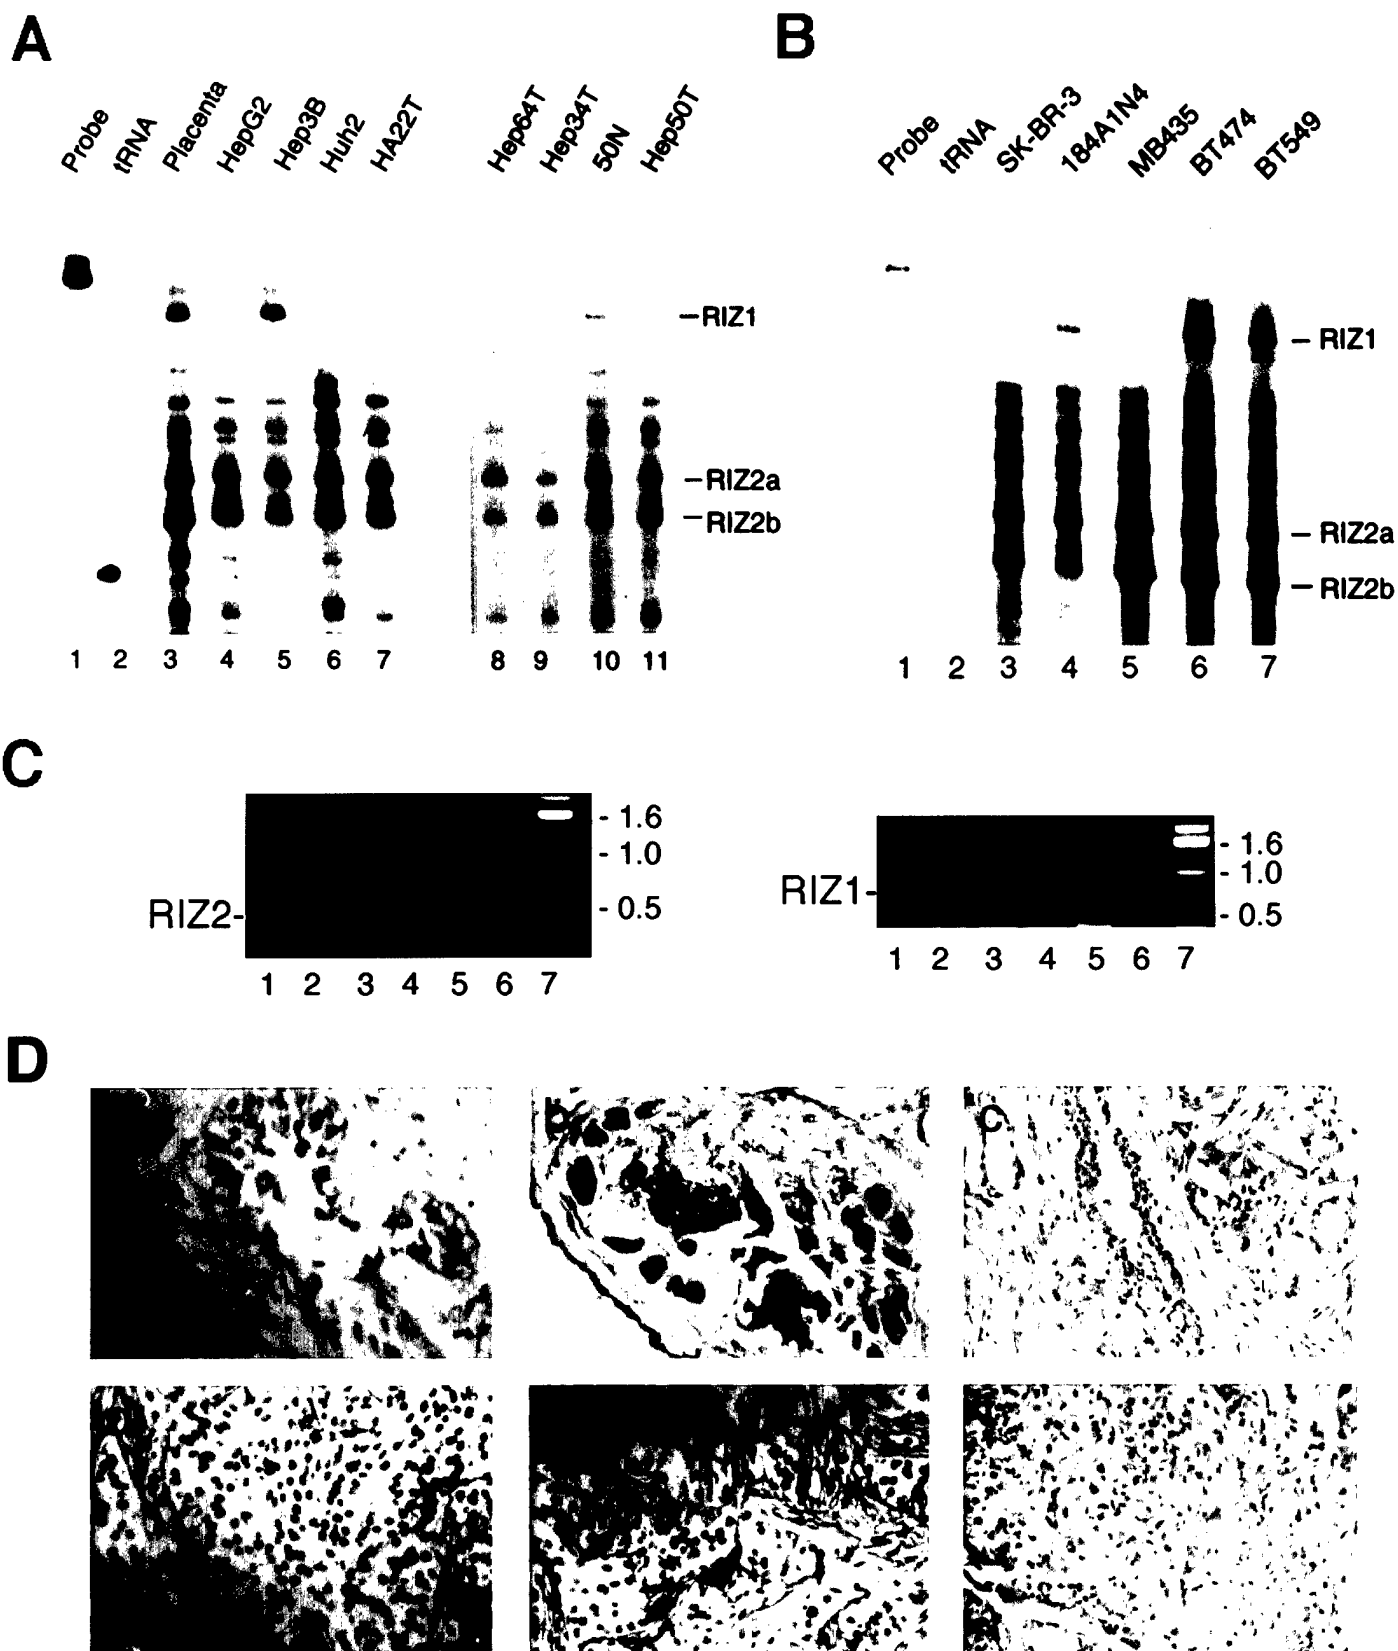 A
Probe tRNA Placenta HepG2 Hep3B Huh2 HA22T Hep64T Hep34T 50N Hep50T
–RIZ1
–RIZ2a
–RIZ2b
1 2 3 4 5 6 7 8 9 10 11
B
Probe tRNA SK-BR-3 184A1N4 MB435 BT474 BT549
– RIZ1
– RIZ2a
– RIZ2b
1 2 3 4 5 6 7
C
RIZ2-
- 1.6
- 1.0
- 0.5
1 2 3 4 5 6 7
RIZ1-
- 1.6
- 1.0
- 0.5
1 2 3 4 5 6 7
D
b
C